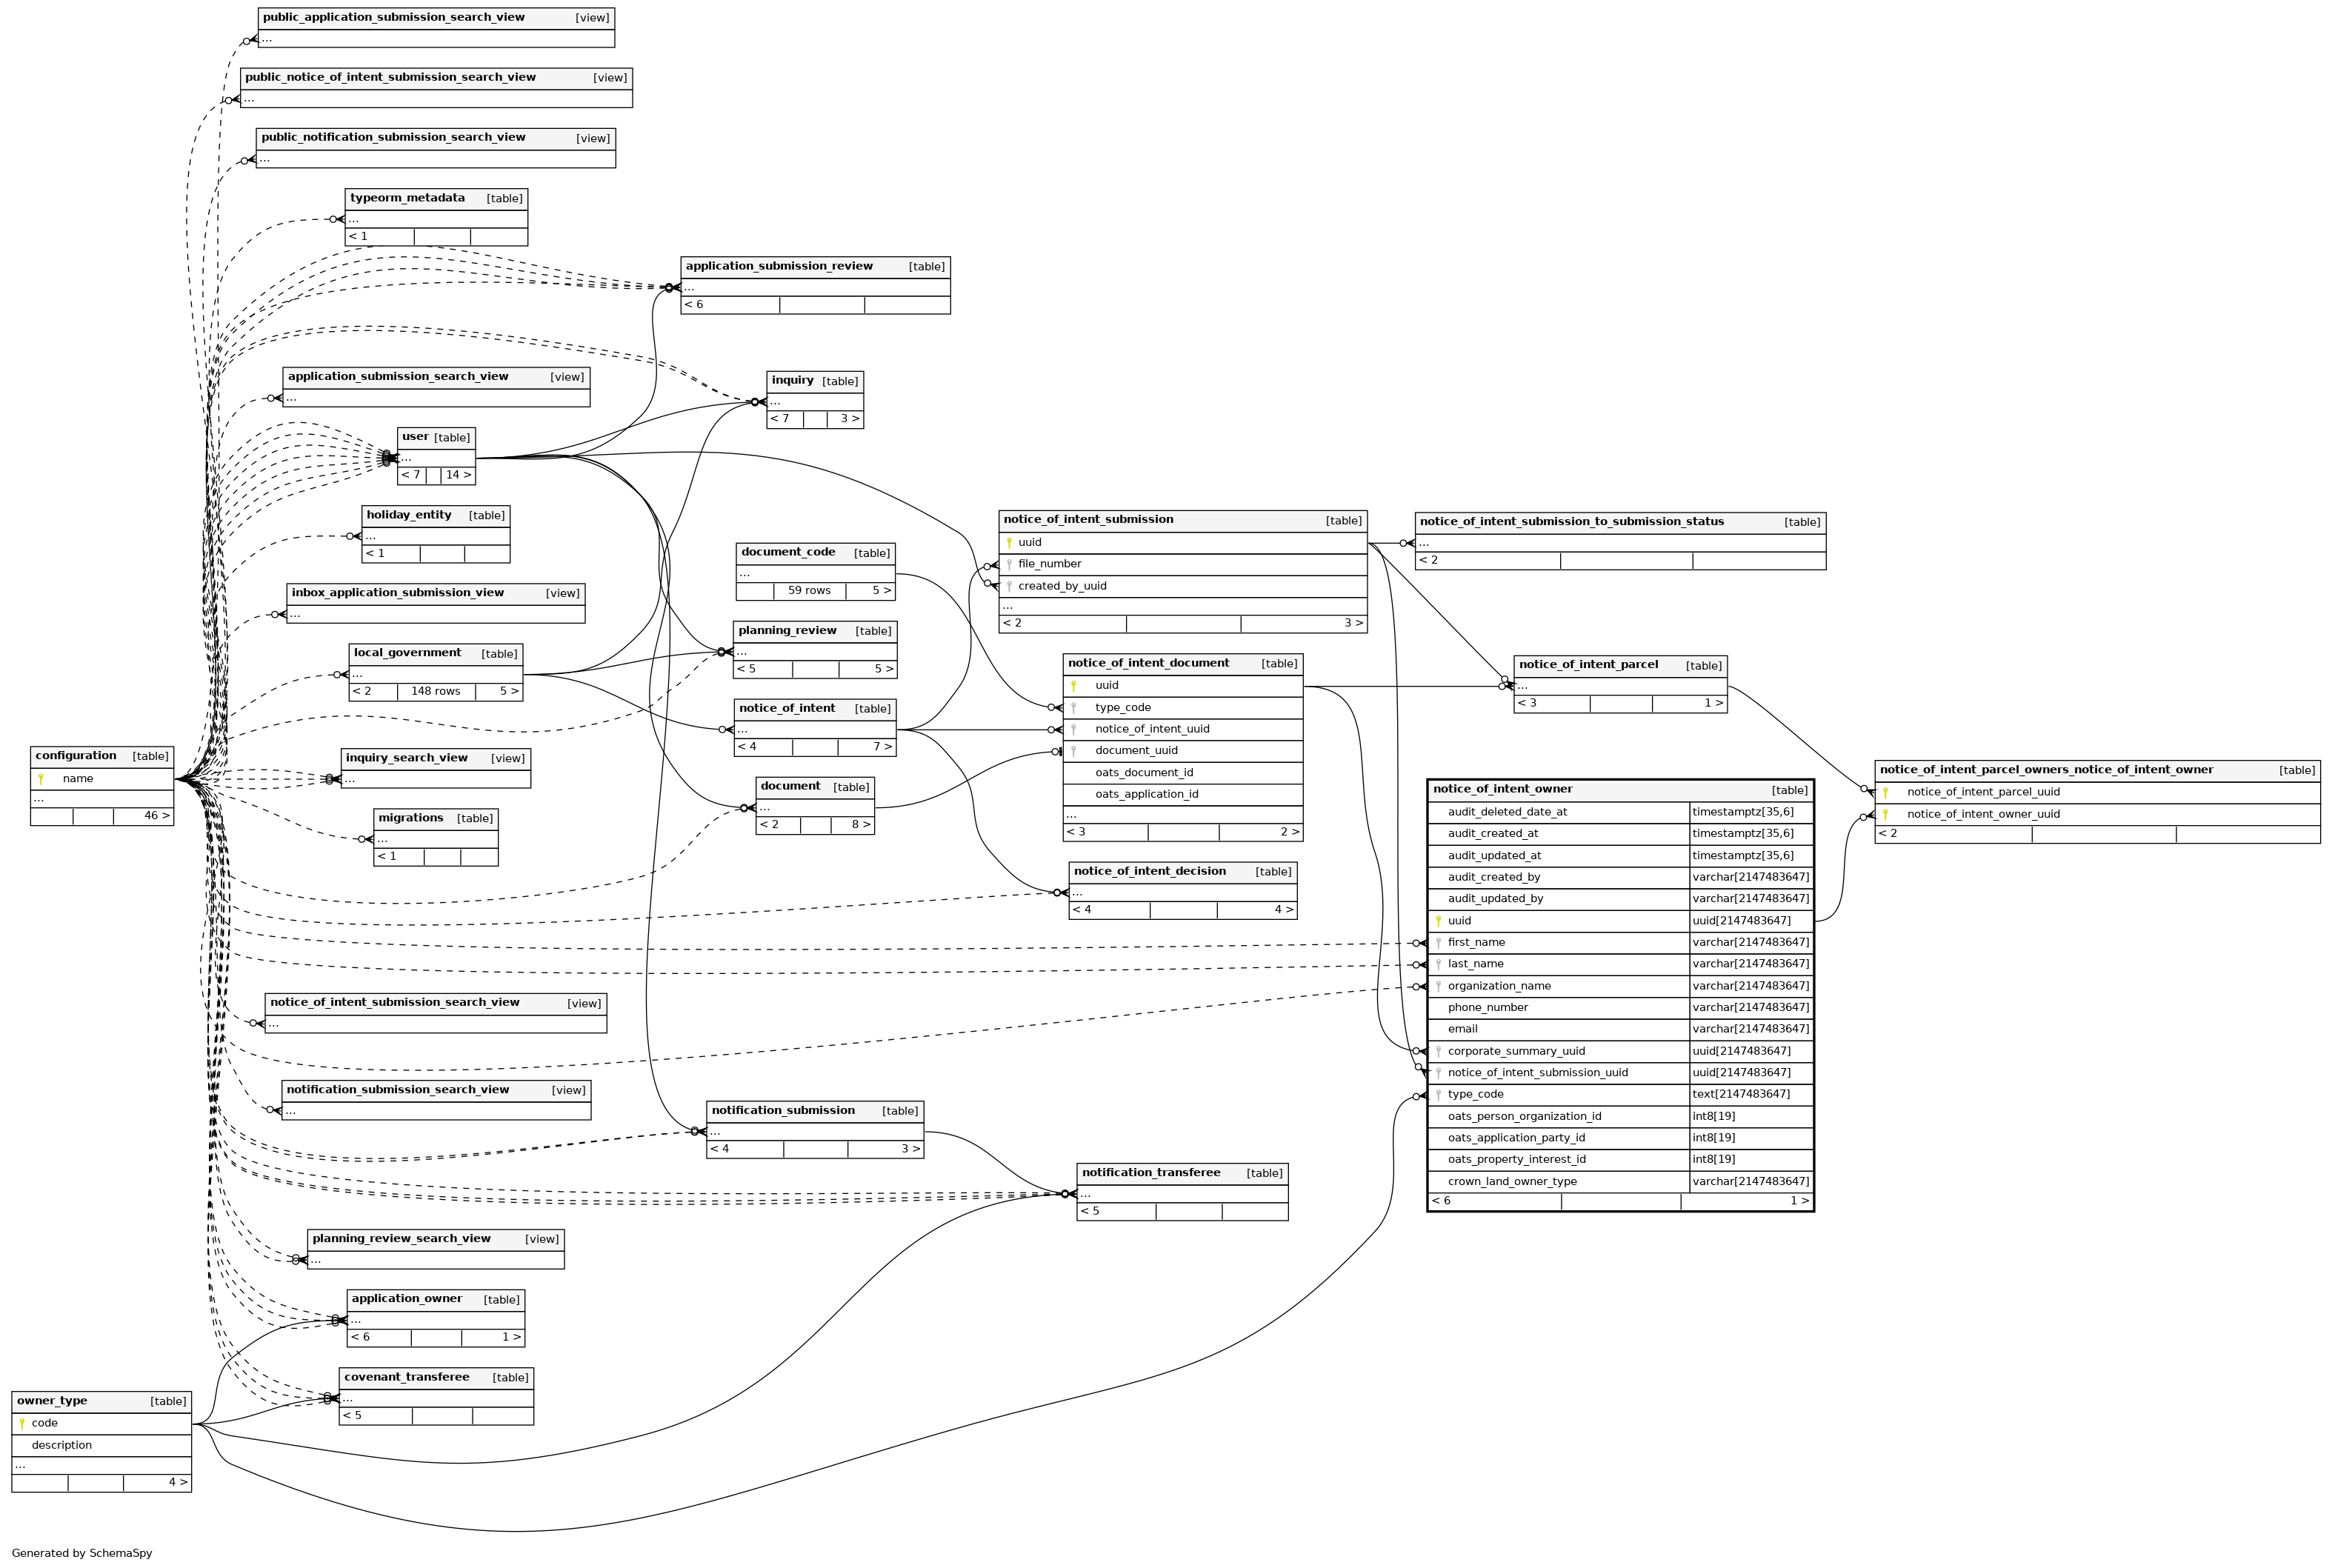 public_application_submission_search_view [view]
...
public_notice_of_intent_submission_search_view [view]
...
public_notification_submission_search_view [view]
...
typeorm_metadata [table]
...
< 1
application_submission_review [table]
...
< 6
application_submission_search_view [view]
...
inquiry [table]
...
< 7 3 >
user [table]
...
< 7 14 >
holiday_entity [table]
...
< 1
notice_of_intent_submission [table]
uuid
file_number
created_by_uuid
...
< 2 3 >
notice_of_intent_submission_to_submission_status [table]
...
< 2
document_code [table]
...
59 rows 5 >
inbox_application_submission_view [view]
...
planning_review [table]
...
< 5 5 >
local_government [table]
...
< 2 148 rows 5 >
notice_of_intent_document [table]
uuid
type_code
notice_of_intent_uuid
document_uuid
oats_document_id
oats_application_id
...
< 3 2 >
notice_of_intent_parcel [table]
...
< 3 1 >
notice_of_intent [table]
...
< 4 7 >
configuration [table]
name
...
46 >
inquiry_search_view [view]
...
notice_of_intent_parcel_owners_notice_of_intent_owner [table]
notice_of_intent_parcel_uuid
notice_of_intent_owner_uuid
< 2
document [table]
...
< 2 8 >
migrations [table]
...
< 1
notice_of_intent_owner [table]
audit_deleted_date_at timestamptz[35,6]
audit_created_at timestamptz[35,6]
audit_updated_at timestamptz[35,6]
audit_created_by varchar[2147483647]
audit_updated_by varchar[2147483647]
uuid uuid[2147483647]
first_name varchar[2147483647]
last_name varchar[2147483647]
organization_name varchar[2147483647]
phone_number varchar[2147483647]
email varchar[2147483647]
corporate_summary_uuid uuid[2147483647]
notice_of_intent_submission_uuid uuid[2147483647]
type_code text[2147483647]
oats_person_organization_id int8[19]
oats_application_party_id int8[19]
oats_property_interest_id int8[19]
crown_land_owner_type varchar[2147483647]
< 6 1 >
notice_of_intent_decision [table]
...
< 4 4 >
notice_of_intent_submission_search_view [view]
...
notification_submission_search_view [view]
...
notification_submission [table]
...
< 4 3 >
notification_transferee [table]
...
< 5
planning_review_search_view [view]
...
application_owner [table]
...
< 6 1 >
covenant_transferee [table]
...
< 5
owner_type [table]
code
description
...
4 >
Generated by SchemaSpy